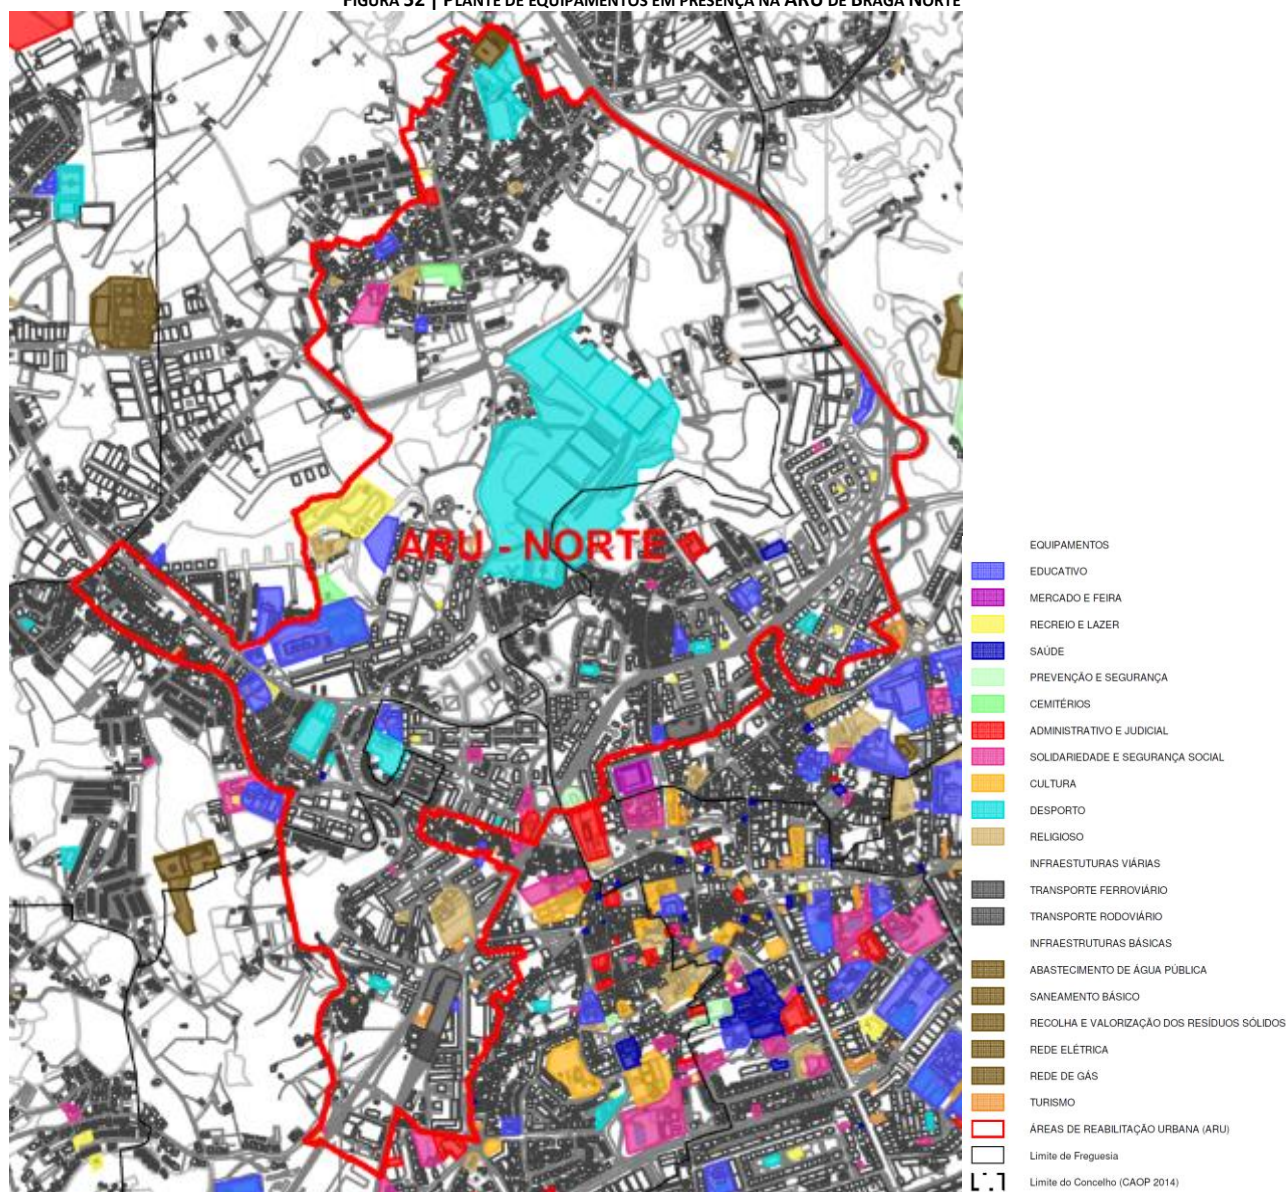 FIGURA 32 | PLANTE DE EQUIPAMENTOS EM PRESENÇA NA ARU DE BRAGA NORTE
ARU - NORTE
EQUIPAMENTOS
EDUCATIVO
MERCADO E FEIRA
RECREIO E LAZER
SAÚDE
PREVENÇÃO E SEGURANÇA
CEMITÉRIOS
ADMINISTRATIVO E JUDICIAL
SOLIDARIEDADE E SEGURANÇA SOCIAL
CULTURA
DESPORTO
RELIGIOSO
INFRAESTUTURAS VIÁRIAS
TRANSPORTE FERROVIÁRIO
TRANSPORTE RODOVIÁRIO
INFRAESTRUTURAS BÁSICAS
ABASTECIMENTO DE ÁGUA PÚBLICA
SANEAMENTO BÁSICO
RECOLHA E VALORIZAÇÃO DOS RESÍDUOS SÓLIDOS
REDE ELÉTRICA
REDE DE GÁS
TURISMO
ÁREAS DE REABILITAÇÃO URBANA (ARU)
Limite de Freguesia
Limite do Concelho (CAOP 2014)